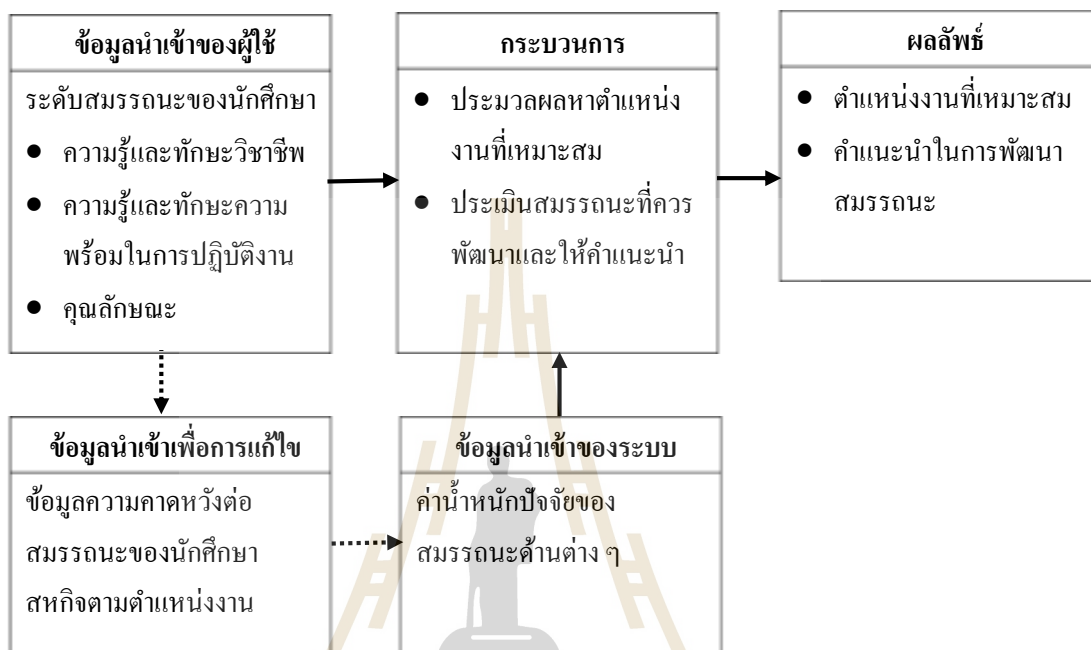 ข้อมูลนำเข้าของผู้ใช้
ระดับสมรรถนะของนักศึกษา
● ความรู้และทักษะวิชาชีพ
● ความรู้และทักษะความ
พร้อมในการปฏิบัติงาน
● คุณลักษณะ
กระบวนการ
● ประมวลผลหาตำแหน่ง
งานที่เหมาะสม
● ประเมินสมรรถนะที่ควร
พัฒนาและให้คำแนะนำ
ผลลัพธ์
● ตำแหน่งงานที่เหมาะสม
● คำแนะนำในการพัฒนา
สมรรถนะ
ข้อมูลนำเข้าเพื่อการแก้ไข
ข้อมูลความคาดหวังต่อ
สมรรถนะของนักศึกษา
สหกิจตามตำแหน่งงาน
ข้อมูลนำเข้าของระบบ
ค่าน้ำหนักปัจจัยของ
สมรรถนะด้านต่าง ๆ